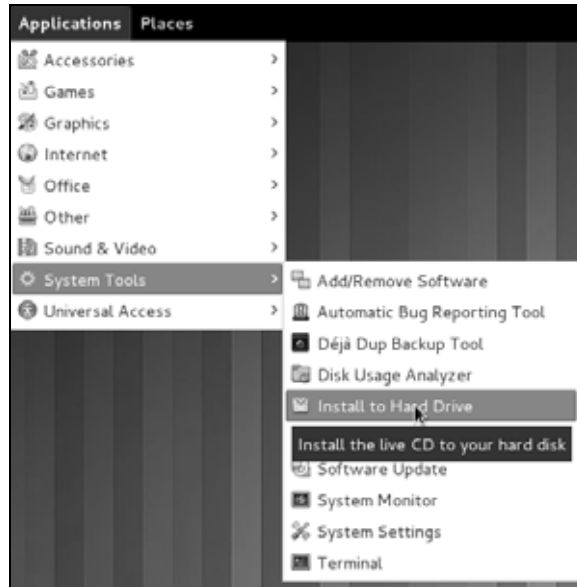 Applications Places
Accessories
Games
Graphics
Internet
Office
Other
Sound & Video
System Tools
Universal Access
Add/Remove Software
Automatic Bug Reporting Tool
Déjà Dup Backup Tool
Disk Usage Analyzer
Install to Hard Drive
Install the live CD to your hard disk
Software Update
System Monitor
System Settings
Terminal